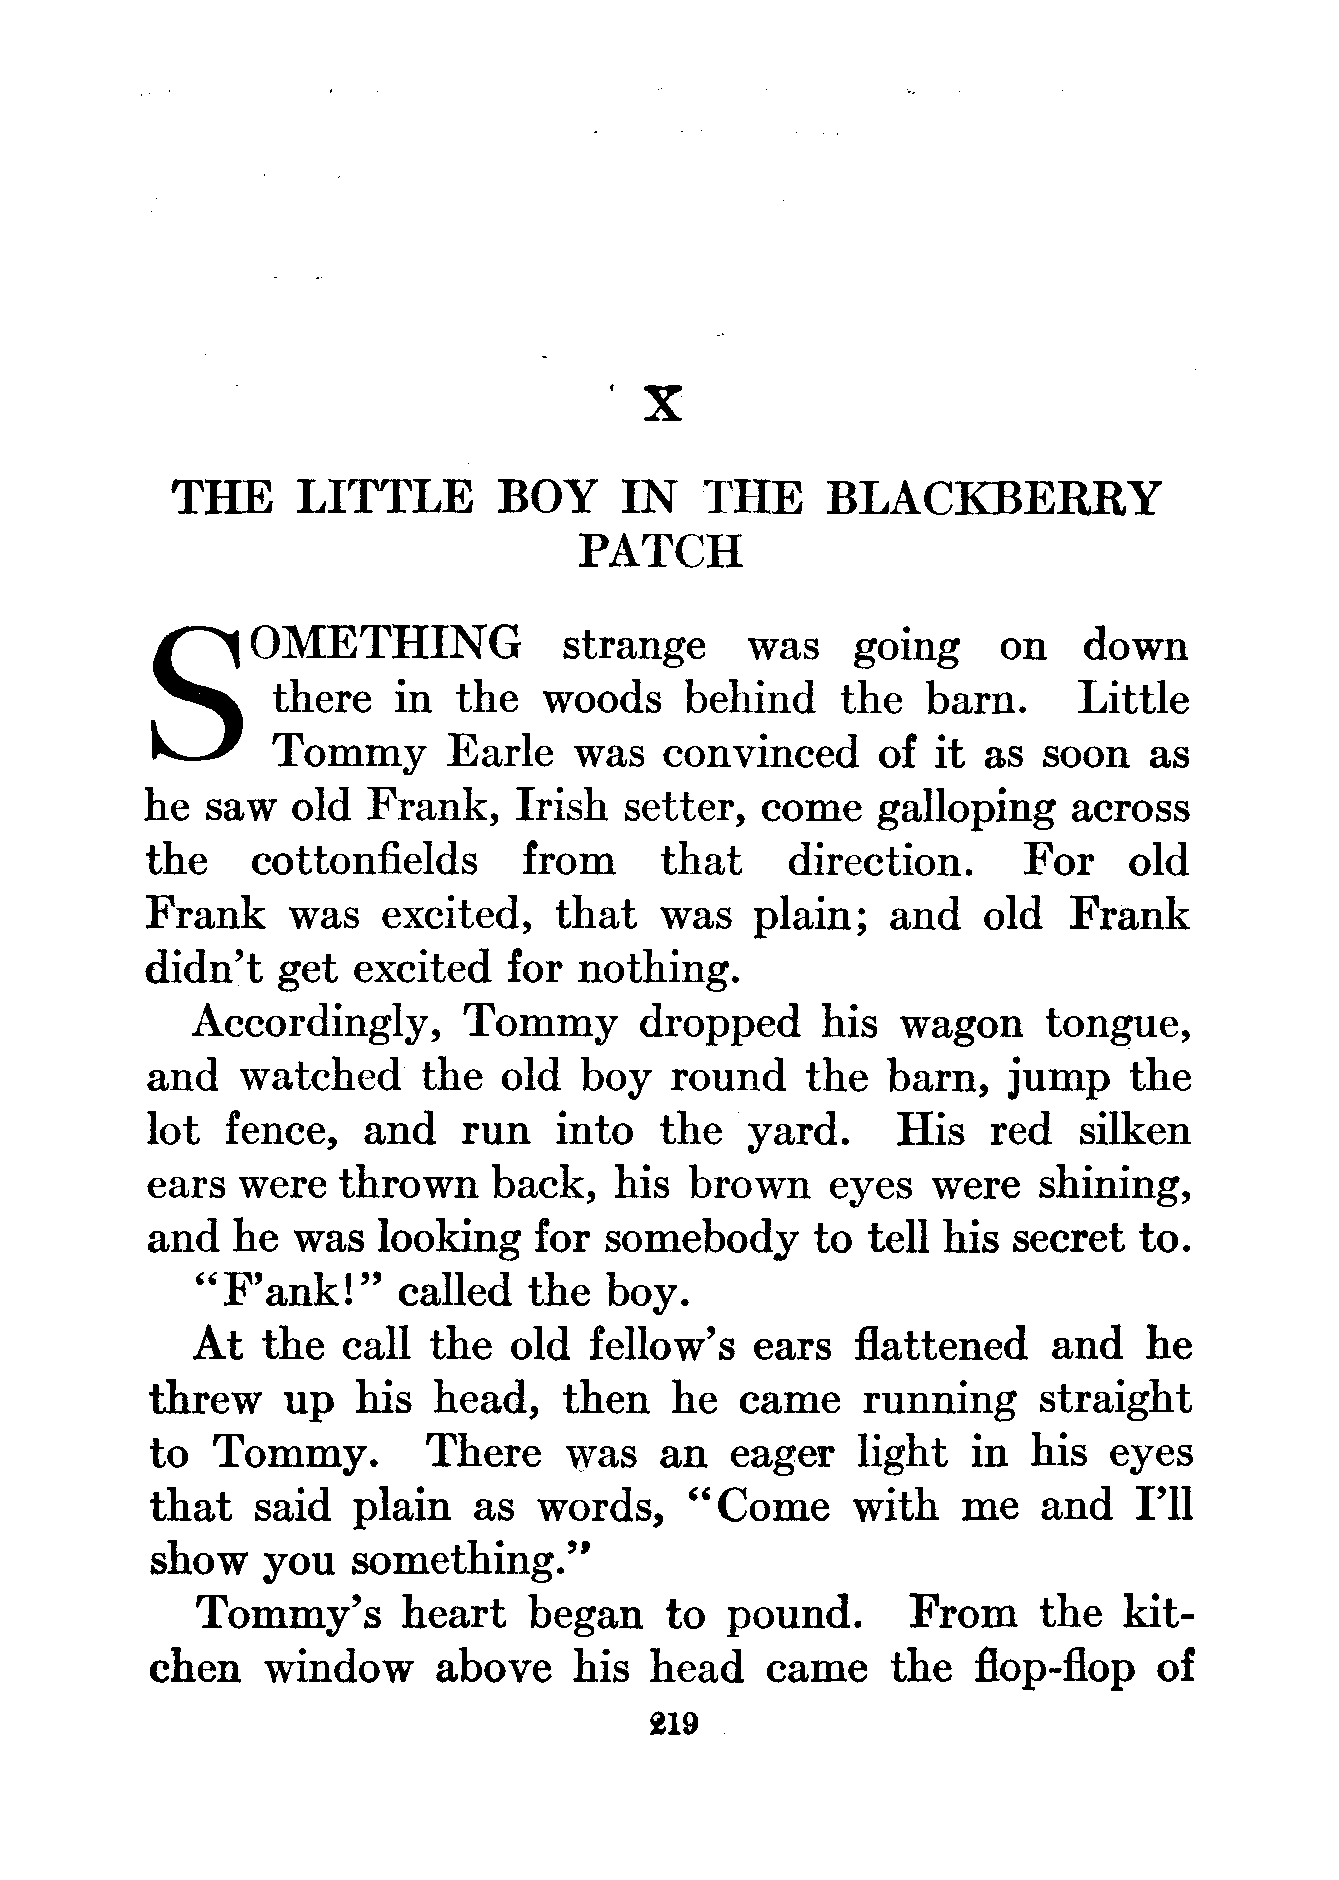 X
THE LITTLE BOY IN THE BLACKBERRY
PATCH
SOMETHING strange was going on down
there in the woods behind the barn. Little
Tommy Earle was convinced of it as soon as
he saw old Frank, Irish setter, come galloping across
the cottonfields from that direction. For old
Frank was excited, that was plain; and old Frank
didn't get excited for nothing.
Accordingly, Tommy dropped his wagon tongue,
and watched the old boy round the barn, jump the
lot fence, and run into the yard. His red silken
ears were thrown back, his brown eyes were shining,
and he was looking for somebody to tell his secret to.
"F'ank!" called the boy.
At the call the old fellow's ears flattened and he
threw up his head, then he came running straight
to Tommy. There was an eager light in his eyes
that said plain as words, "Come with me and I'll
show you something."
Tommy's heart began to pound. From the kit-
chen window above his head came the flop-flop of
219